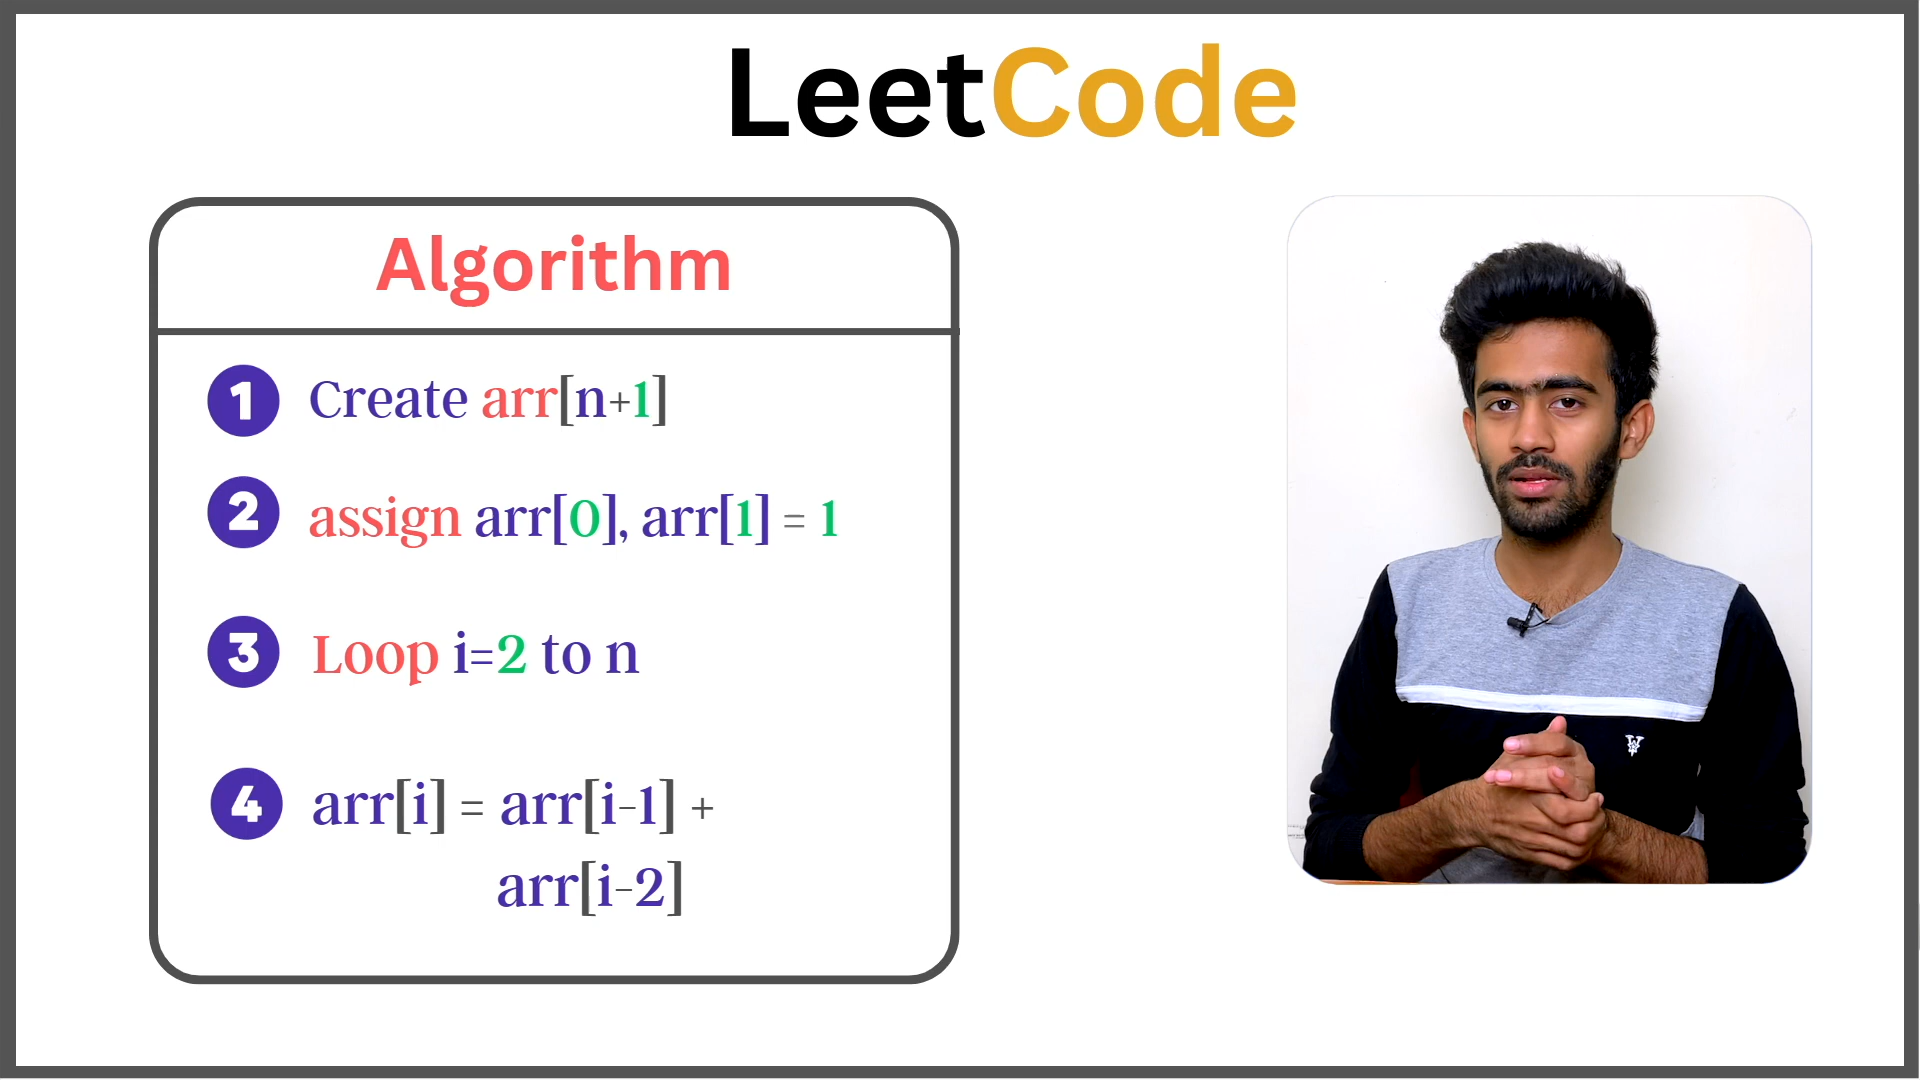 LeetCode
Algorithm
1 Create arr[n+1]
2 assign arr[0], arr[1] = 1
3 Loop i=2 to n
4 arr[i] = arr[i-1] +
arr[i-2]